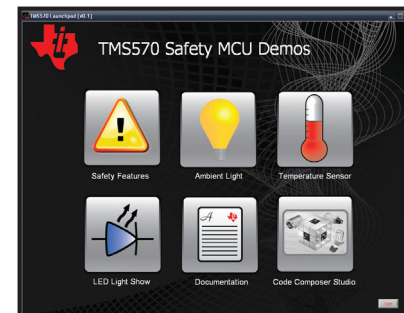 TMS570 Launchpad [v0.1]
TMS570 Safety MCU Demos
Safety Features
Ambient Light
Temperature Sensor
LED Light Show
Documentation
Code Composer Studio